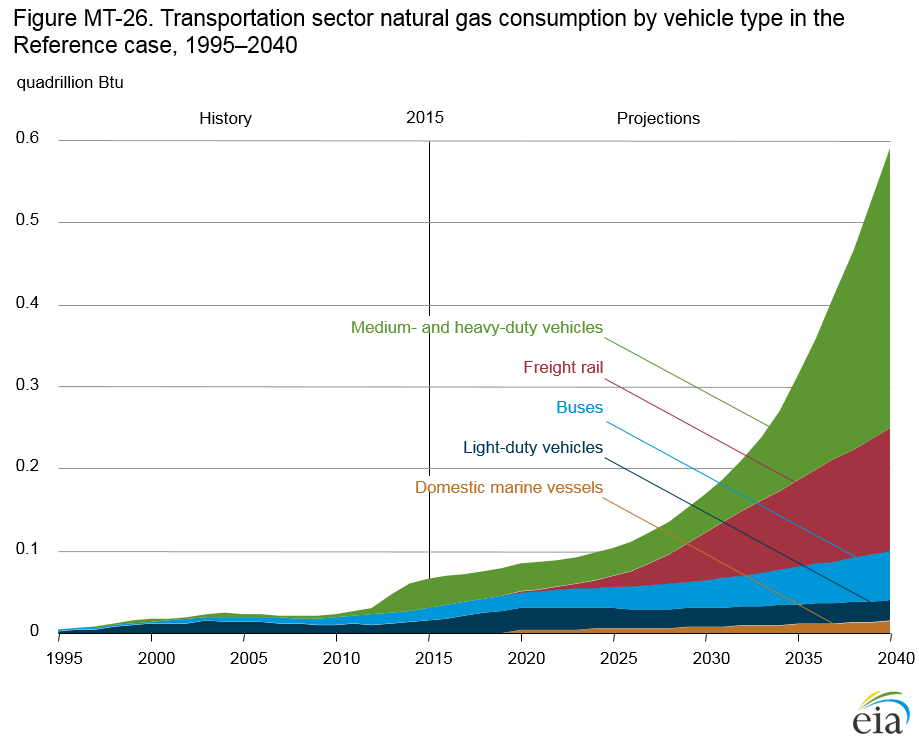 Figure MT-26. Transportation sector natural gas consumption by vehicle type in the
Reference case, 1995–2040
quadrillion Btu
History 2015 Projections
0.6
0.5
0.4
Medium- and heavy-duty vehicles
Freight rail
0.3
Buses
Light-duty vehicles
0.2
Domestic marine vessels
0.1
0
1995 2000 2005 2010 2015 2020 2025 2030 2035 2040
eia